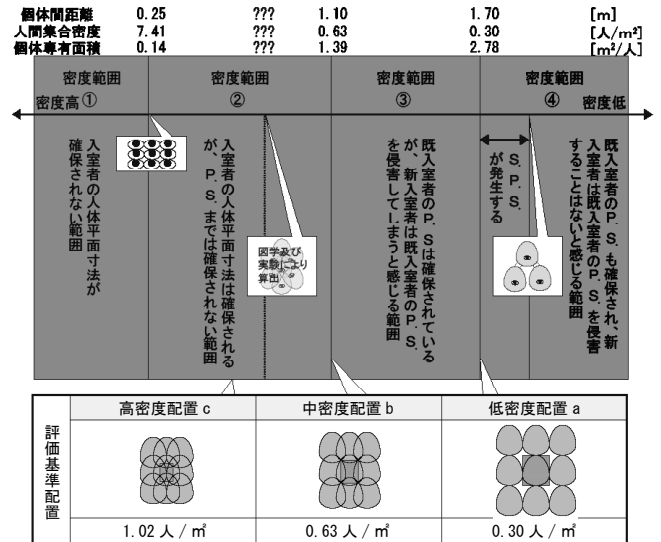 個体間距離 0.25 ??? 1.10 1.70 [m]
人間集合密度 7.41 ??? 0.63 0.30 [人/m²]
個体専有面積 0.14 ??? 1.39 2.78 [m²/人]
密度範囲 密度範囲 密度範囲 密度範囲
密度高 ① ② ③ ④ 密度低
入室者の人体平面寸法が
確保されない範囲
入室者の人体平面寸法は確保される
が、P.S.までは確保されない範囲
図学及び
実験により
算出
既入室者のP.S.は確保されている
が、新入室者は既入室者のP.S.
を侵害してしまうと感じる範囲
S.P.S.
が発生する
既入室者のP.S.も確保され、新
入室者は既入室者のP.S.を侵害
することはないと感じる範囲
評価基準配置
高密度配置 c 中密度配置 b 低密度配置 a
1.02 人 / ㎡ 0.63 人 / ㎡ 0.30 人 / ㎡